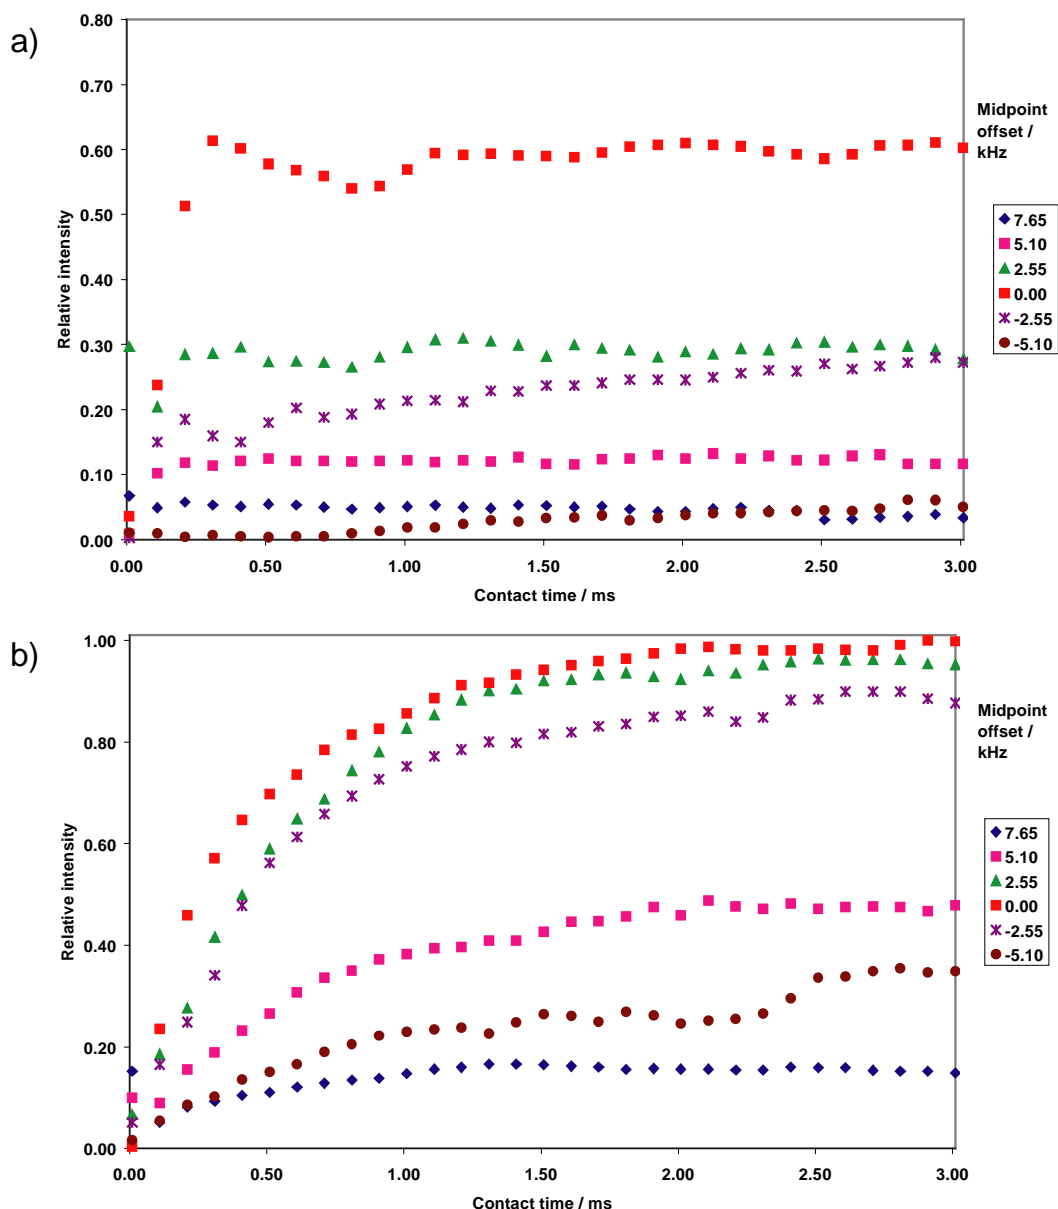 a)
0.80
0.70
0.60
0.50
0.40
0.30
0.20
0.10
0.00
Relative intensity
0.00 0.50 1.00 1.50 2.00 2.50 3.00
Contact time / ms
Midpoint
offset /
kHz
7.65
5.10
2.55
0.00
-2.55
-5.10
b)
1.00
0.80
0.60
0.40
0.20
0.00
Relative intensity
0.00 0.50 1.00 1.50 2.00 2.50 3.00
Contact time / ms
Midpoint
offset /
kHz
7.65
5.10
2.55
0.00
-2.55
-5.10